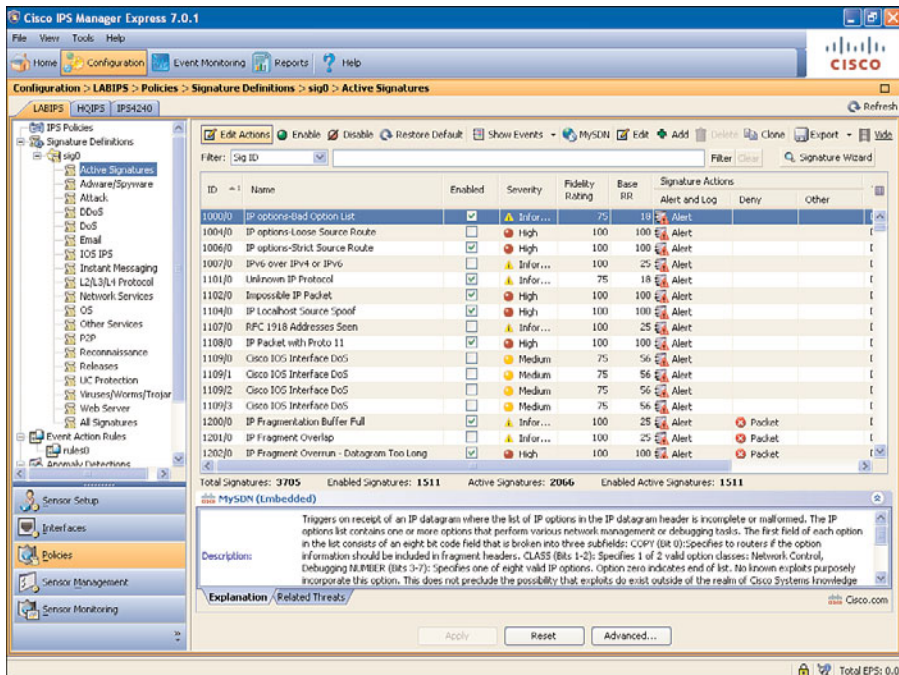 Cisco IPS Manager Express 7.0.1
File View Tools Help
Home Configuration Event Monitoring Reports Help
CISCO
Configuration > LABIPS > Policies > Signature Definitions > sig0 > Active Signatures
LABIPS HQIPS IPS4240
Refresh
IPS Policies
Signature Definitions
sig0
Active Signatures
Adware/Spyware
Attack
DDoS
DoS
Email
IOS IPS
Instant Messaging
L2/L3/L4 Protocol
Network Services
OS
Other Services
P2P
Reconnaissance
Releases
UC Protection
Viruses/Worms/Trojan
Web Server
All Signatures
Event Action Rules
rules0
Anomaly Detections
Sensor Setup
Interfaces
Policies
Sensor Management
Sensor Monitoring
Edit Actions Enable Disable Restore Default Show Events MySDN Edit Add Delete Clone Export
Filter: Sig ID Filter Clear Signature Wizard
ID Name Enabled Severity Fidelity Rating Base RR Signature Actions
Alert and Log Deny Other
1000/0 IP options-Bad Option List Infor... 75 18 Alert
1004/0 IP options-Loose Source Route High 100 100 Alert
1006/0 IP options-Strict Source Route High 100 100 Alert
1007/0 IPv6 over IPv4 or IPv6 Infor... 100 25 Alert
1101/0 Unknown IP Protocol Infor... 75 18 Alert
1102/0 Impossible IP Packet High 100 100 Alert
1104/0 IP Localhost Source Spoof High 100 100 Alert
1107/0 RFC 1918 Addresses Seen Infor... 100 25 Alert
1108/0 IP Packet with Proto 11 High 100 100 Alert
1109/0 Cisco IOS Interface DoS Medium 75 56 Alert
1109/1 Cisco IOS Interface DoS Medium 75 56 Alert
1109/2 Cisco IOS Interface DoS Medium 75 56 Alert
1109/3 Cisco IOS Interface DoS Medium 75 56 Alert
1200/0 IP Fragmentation Buffer Full Infor... 100 25 Alert Packet
1201/0 IP Fragment Overlap Infor... 100 25 Alert Packet
1202/0 IP Fragment Overrun - Datagram Too Long High 100 100 Alert Packet
Total Signatures: 3705 Enabled Signatures: 1511 Active Signatures: 2066 Enabled Active Signatures: 1511
MySDN (Embedded)
Description:
Triggers on receipt of an IP datagram where the list of IP options in the IP datagram header is incomplete or malformed. The IP
options list contains one or more options that perform various network management or debugging tasks. The first field of each option
in the list consists of an eight bit code field that is broken into three subfields: COPY (Bit 0):Specifies to routers if the option
information should be included in fragment headers. CLASS (Bits 1-2): Specifies 1 of 2 valid option classes: Network Control,
Debugging NUMBER (Bits 3-7): Specifies one of eight valid IP options. Option zero indicates end of list. No known exploits purposely
incorporate this option. This does not preclude the possibility that exploits do exist outside of the realm of Cisco Systems knowledge
Explanation Related Threats
Cisco.com
Apply Reset Advanced...
Total EPS: 0.0